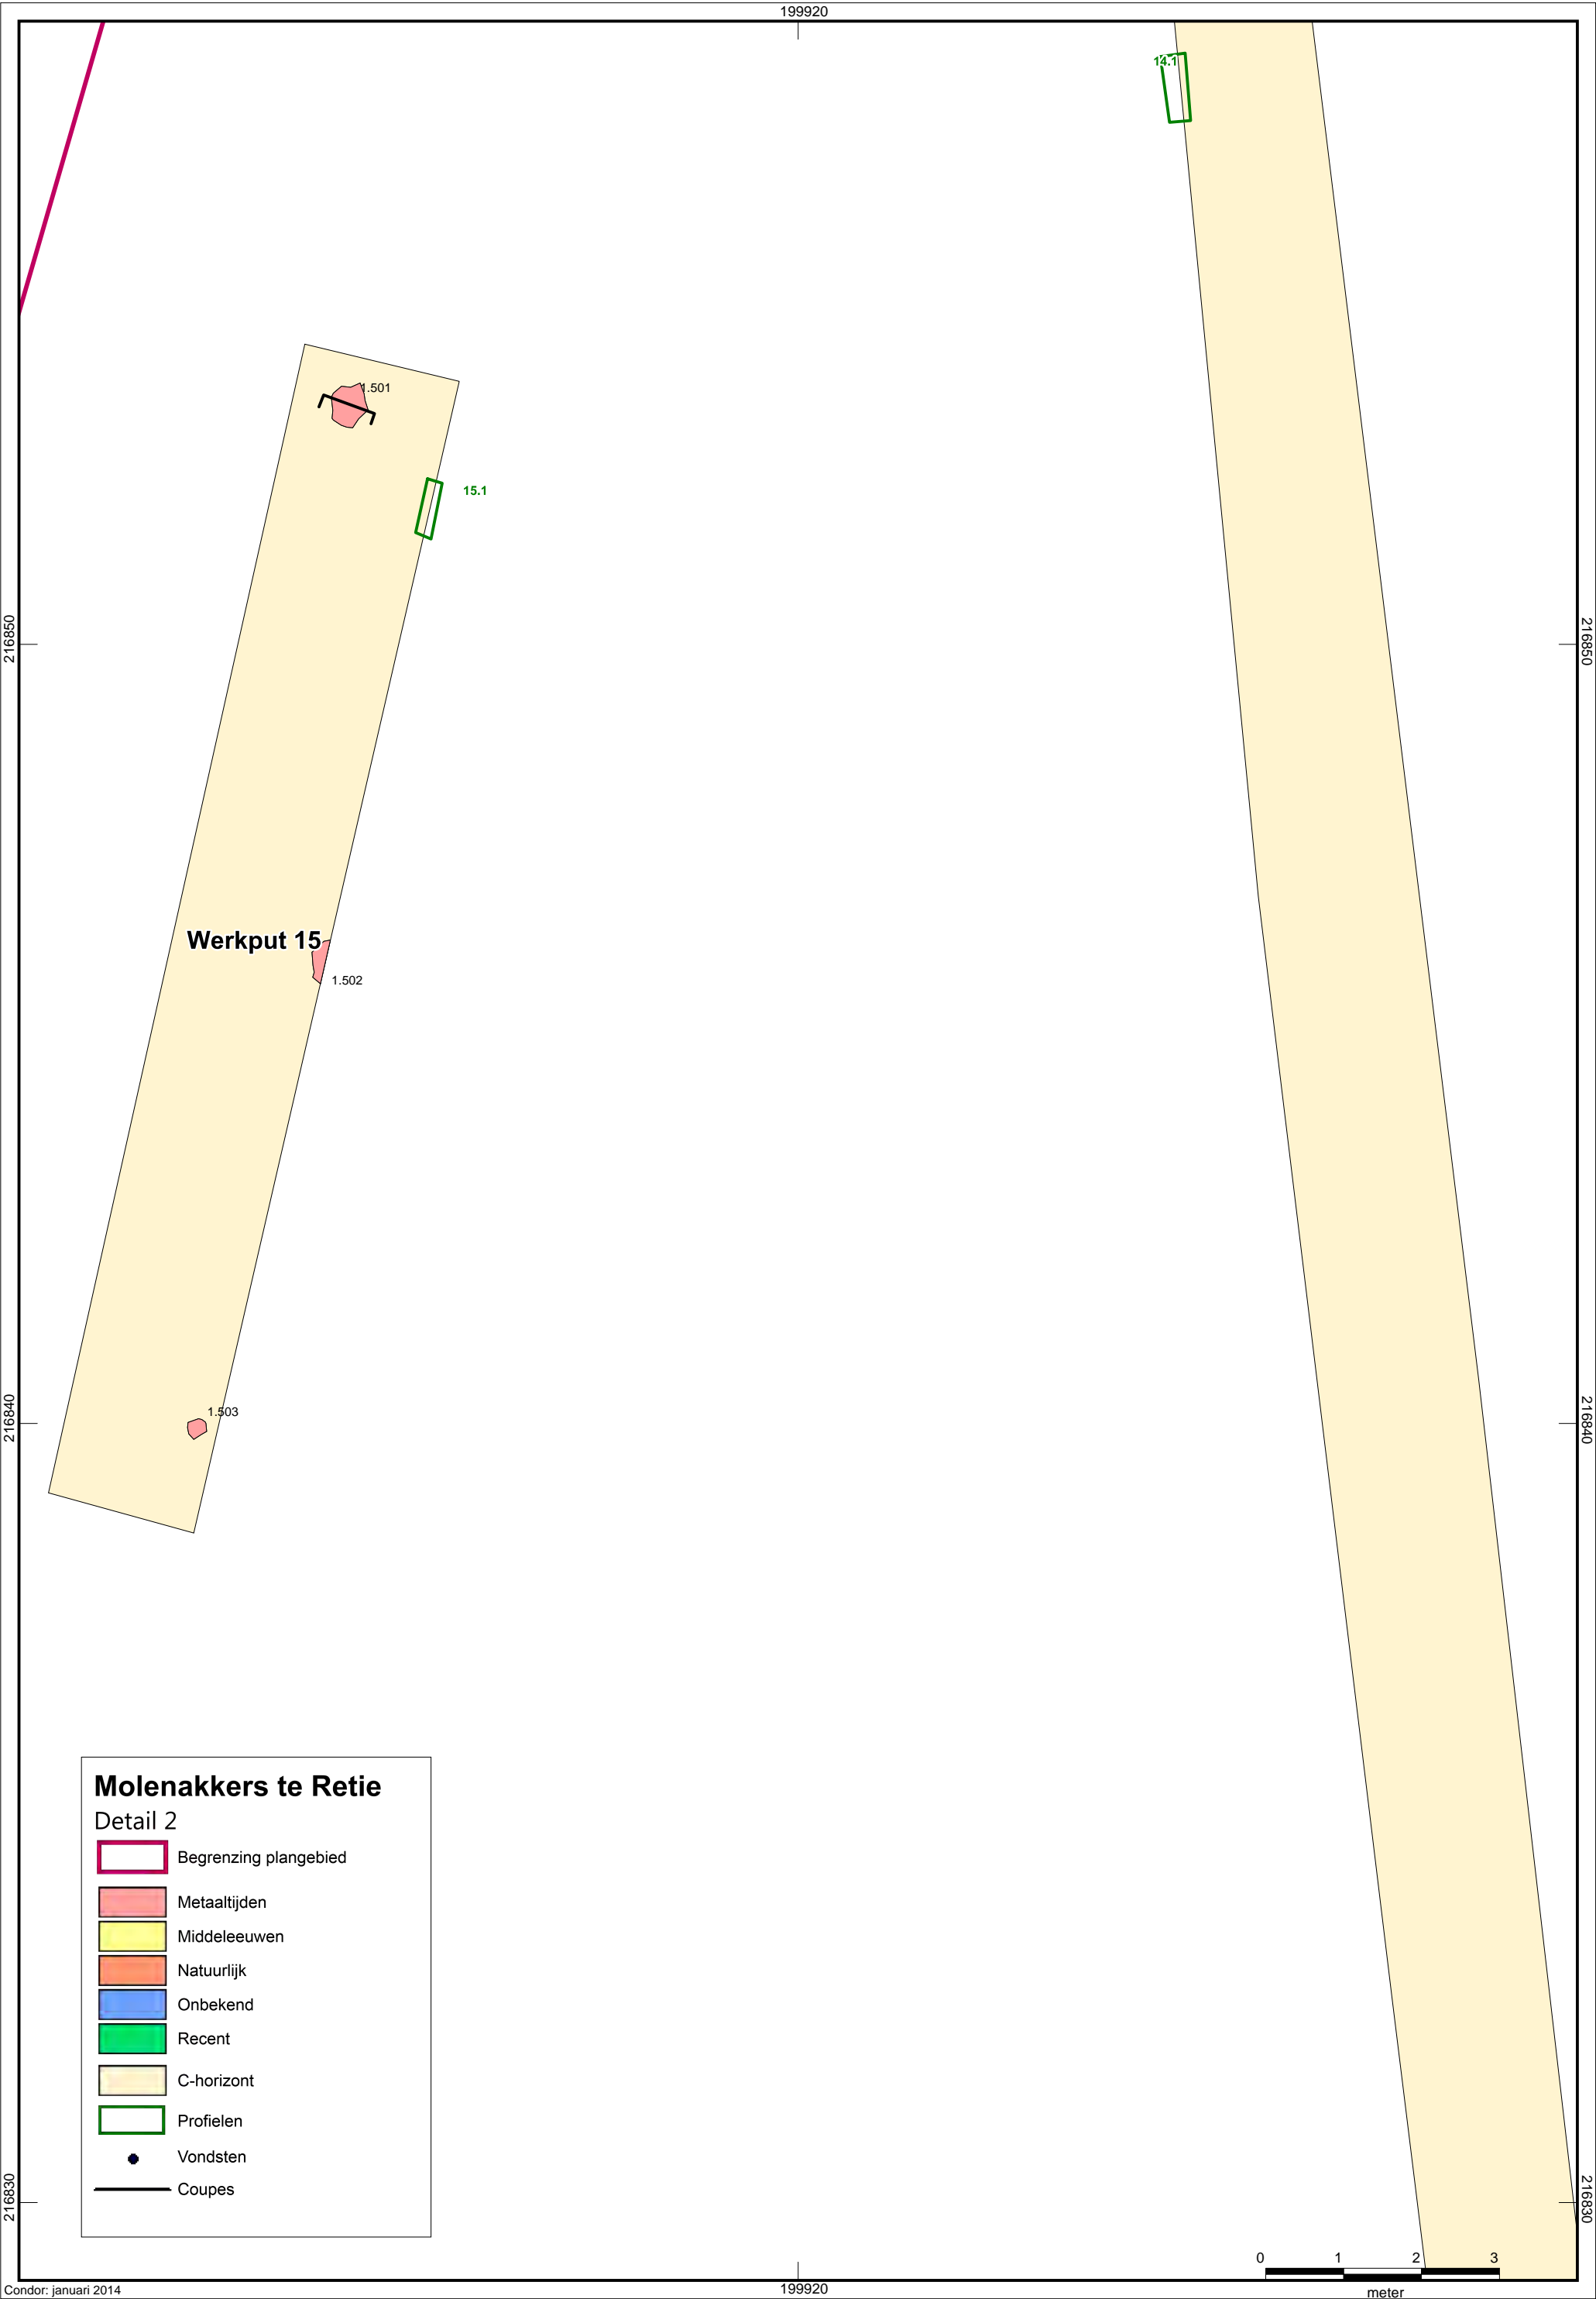 199920
14.1
1.501
15.1
216850
216850
Werkput 15
1.502
1.503
216840
216840
Molenakkers te Retie
Detail 2
Begrenzing plangebied
Metaaltijden
Middeleeuwen
Natuurlijk
Onbekend
Recent
C-horizont
Profielen
Vondsten
Coupes
216830
216830
0 1 2 3
meter
Condor: januari 2014
199920